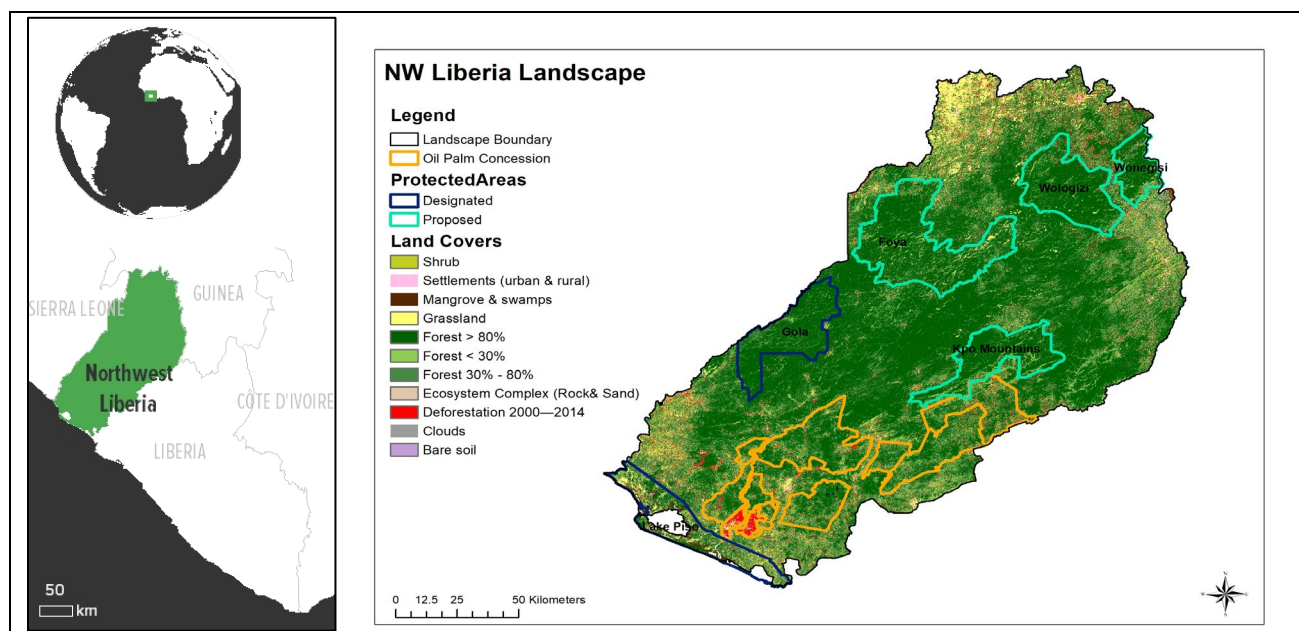 SIERRA LEONE
GUINEA
Northwest
Liberia
CÔTE D'IVOIRE
LIBERIA
50
km
NW Liberia Landscape
Legend
Landscape Boundary
Oil Palm Concession
ProtectedAreas
Designated
Proposed
Land Covers
Shrub
Settlements (urban & rural)
Mangrove & swamps
Grassland
Forest > 80%
Forest < 30%
Forest 30% - 80%
Ecosystem Complex (Rock& Sand)
Deforestation 2000—2014
Clouds
Bare soil
Wonegisi
Wologizi
Foya
Gola
Kpo Mountains
Lake Piso
0 12.5 25 50 Kilometers
N
W E
S